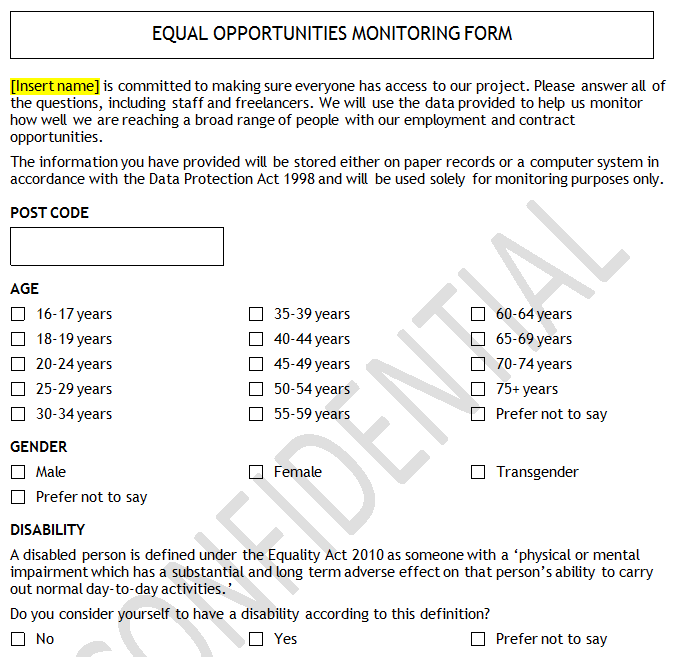 EQUAL OPPORTUNITIES MONITORING FORM
[Insert name] is committed to making sure everyone has access to our project. Please answer all of
the questions, including staff and freelancers. We will use the data provided to help us monitor
how well we are reaching a broad range of people with our employment and contract
opportunities.
The information you have provided will be stored either on paper records or a computer system in
accordance with the Data Protection Act 1998 and will be used solely for monitoring purposes only.
POST CODE
AGE
16-17 years 35-39 years 60-64 years
18-19 years 40-44 years 65-69 years
20-24 years 45-49 years 70-74 years
25-29 years 50-54 years 75+ years
30-34 years 55-59 years Prefer not to say
GENDER
Male Female Transgender
Prefer not to say
DISABILITY
A disabled person is defined under the Equality Act 2010 as someone with a ‘physical or mental
impairment which has a substantial and long term adverse effect on that person’s ability to carry
out normal day-to-day activities.’
Do you consider yourself to have a disability according to this definition?
No Yes Prefer not to say
CONFIDENTIAL